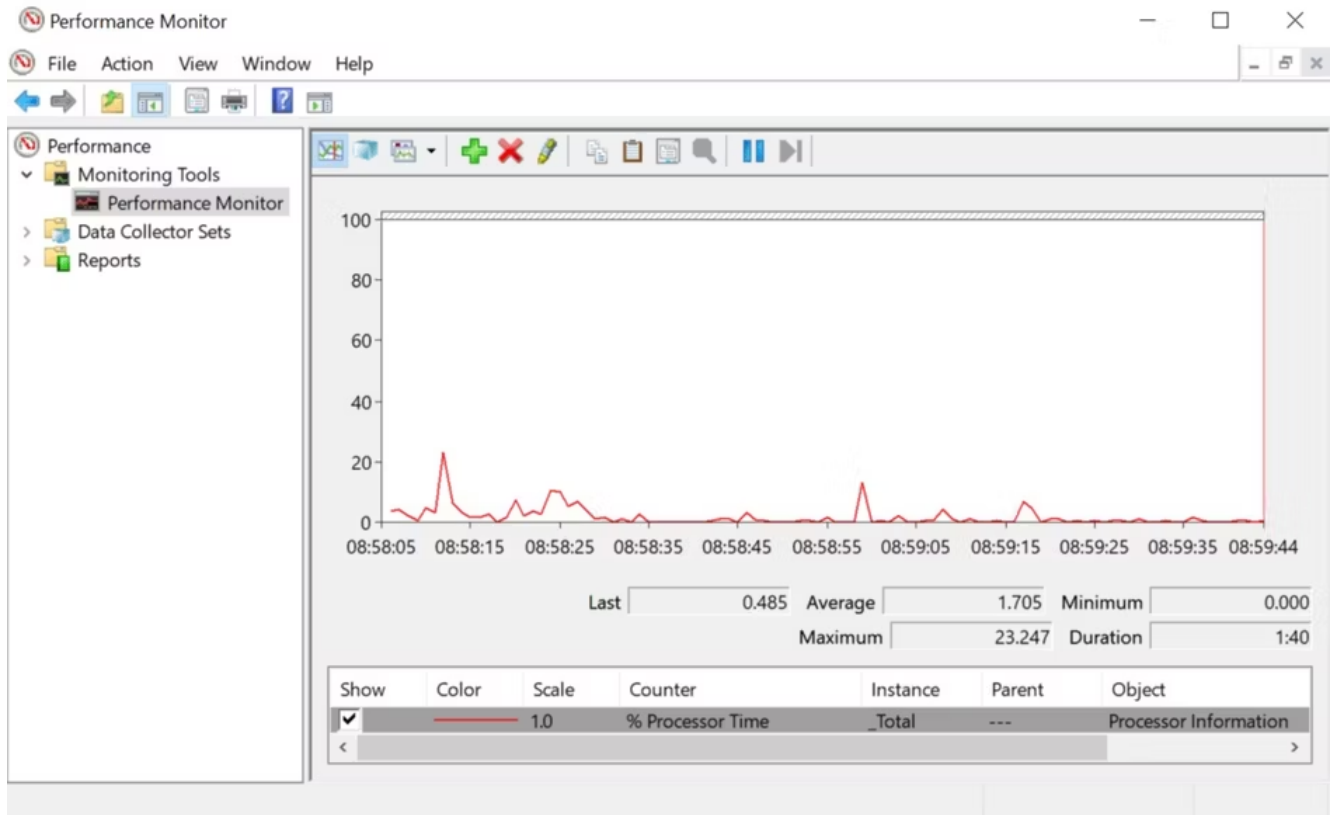 Performance Monitor
File Action View Window Help
Performance
Monitoring Tools
Performance Monitor
Data Collector Sets
Reports
100
80
60
40
20
0
08:58:05 08:58:15 08:58:25 08:58:35 08:58:45 08:58:55 08:59:05 08:59:15 08:59:25 08:59:35 08:59:44
Last 0.485 Average 1.705 Minimum 0.000
Maximum 23.247 Duration 1:40
Show Color Scale Counter Instance Parent Object
1.0 % Processor Time _Total --- Processor Information